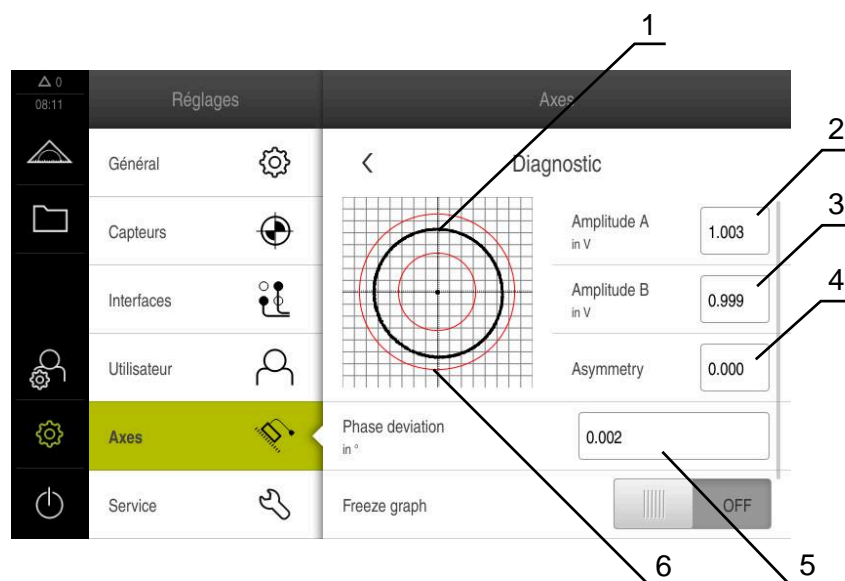 1
△ 0
08:11
Réglages
Axes
Général
Diagnostic
2
Amplitude A
in V
1.003
Capteurs
3
Interfaces
Amplitude B
in V
0.999
4
Utilisateur
Asymmetry
0.000
Axes
Phase deviation
in °
0.002
Service
Freeze graph
OFF
6
5